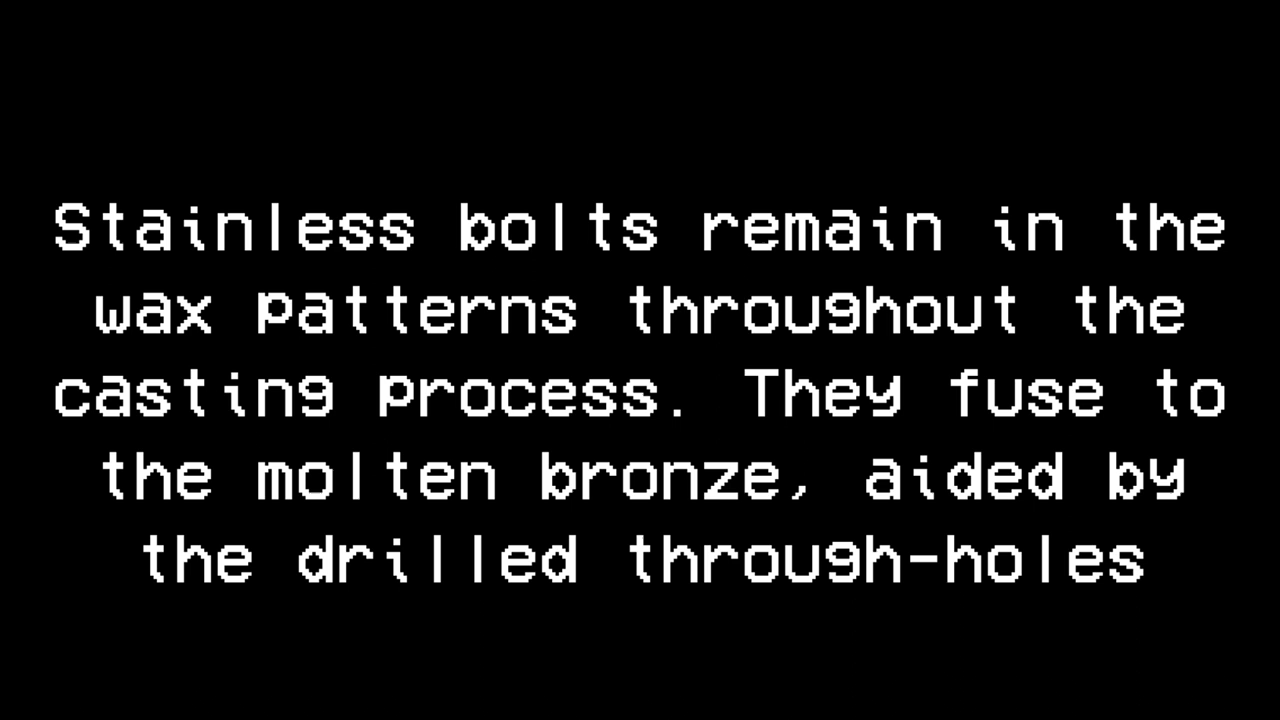 Stainless bolts remain in the
wax patterns throughout the
casting process. They fuse to
the molten bronze, aided by
the drilled through-holes